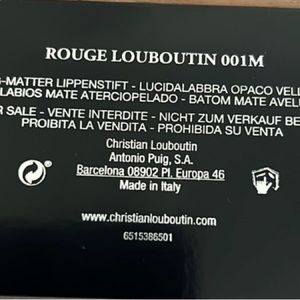 ROUGE LOUBOUTIN 001M
-MATTER LIPPENSTIFT - LUCIDALABBRA OPACO VELL
LABIOS MATE ATERCIOPELADO - BATOM MATE AVEL
R SALE - VENTE INTERDITE - NICHT ZUM VERKAUF BE
PROIBITA LA VENDITA - PROHIBIDA SU VENTA
Christian Louboutin
Antonio Puig, S.A.
Barcelona 08902 Pl. Europa 46
Made in Italy
www.christianlouboutin.com
6515386501